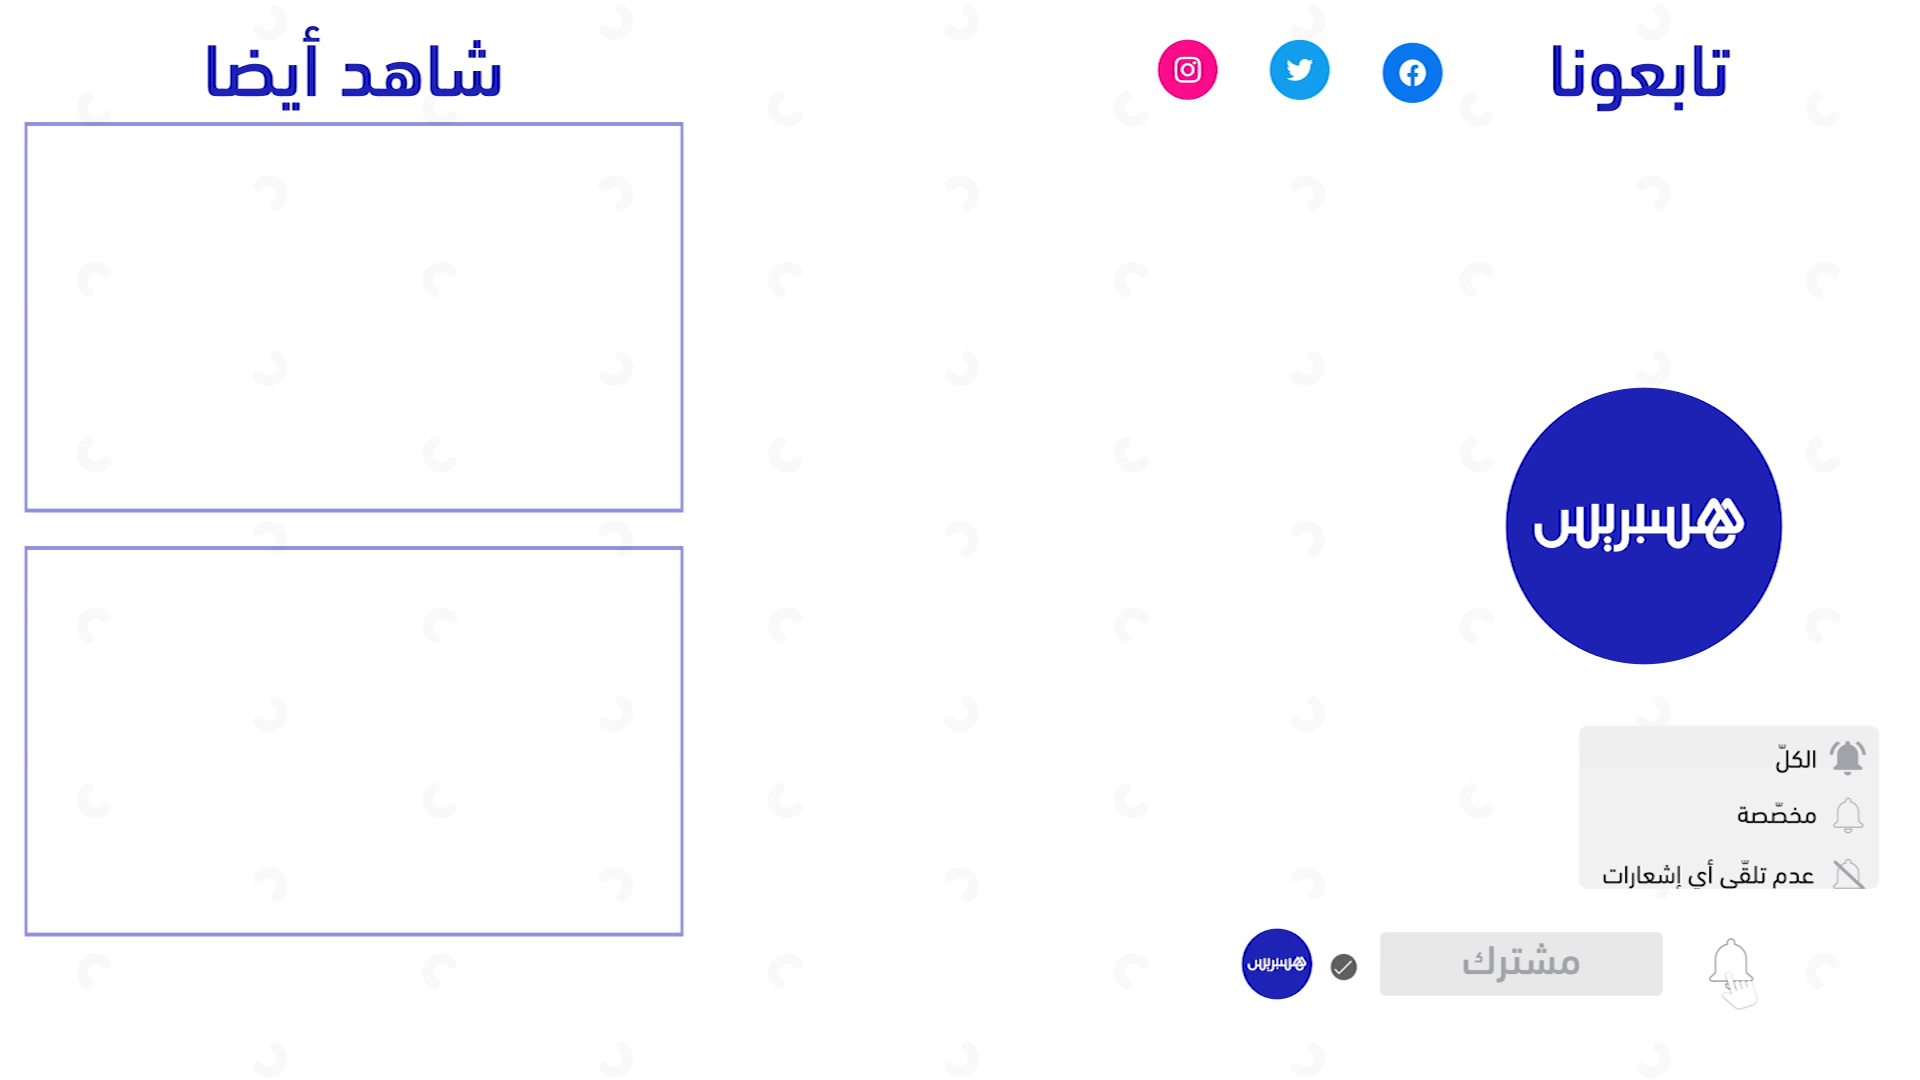 تابعونا
شاهد أيضا
هسبريس
الكلّ
مخصّصة
عدم تلقّي أي إشعارات
مشترك
هسبريس